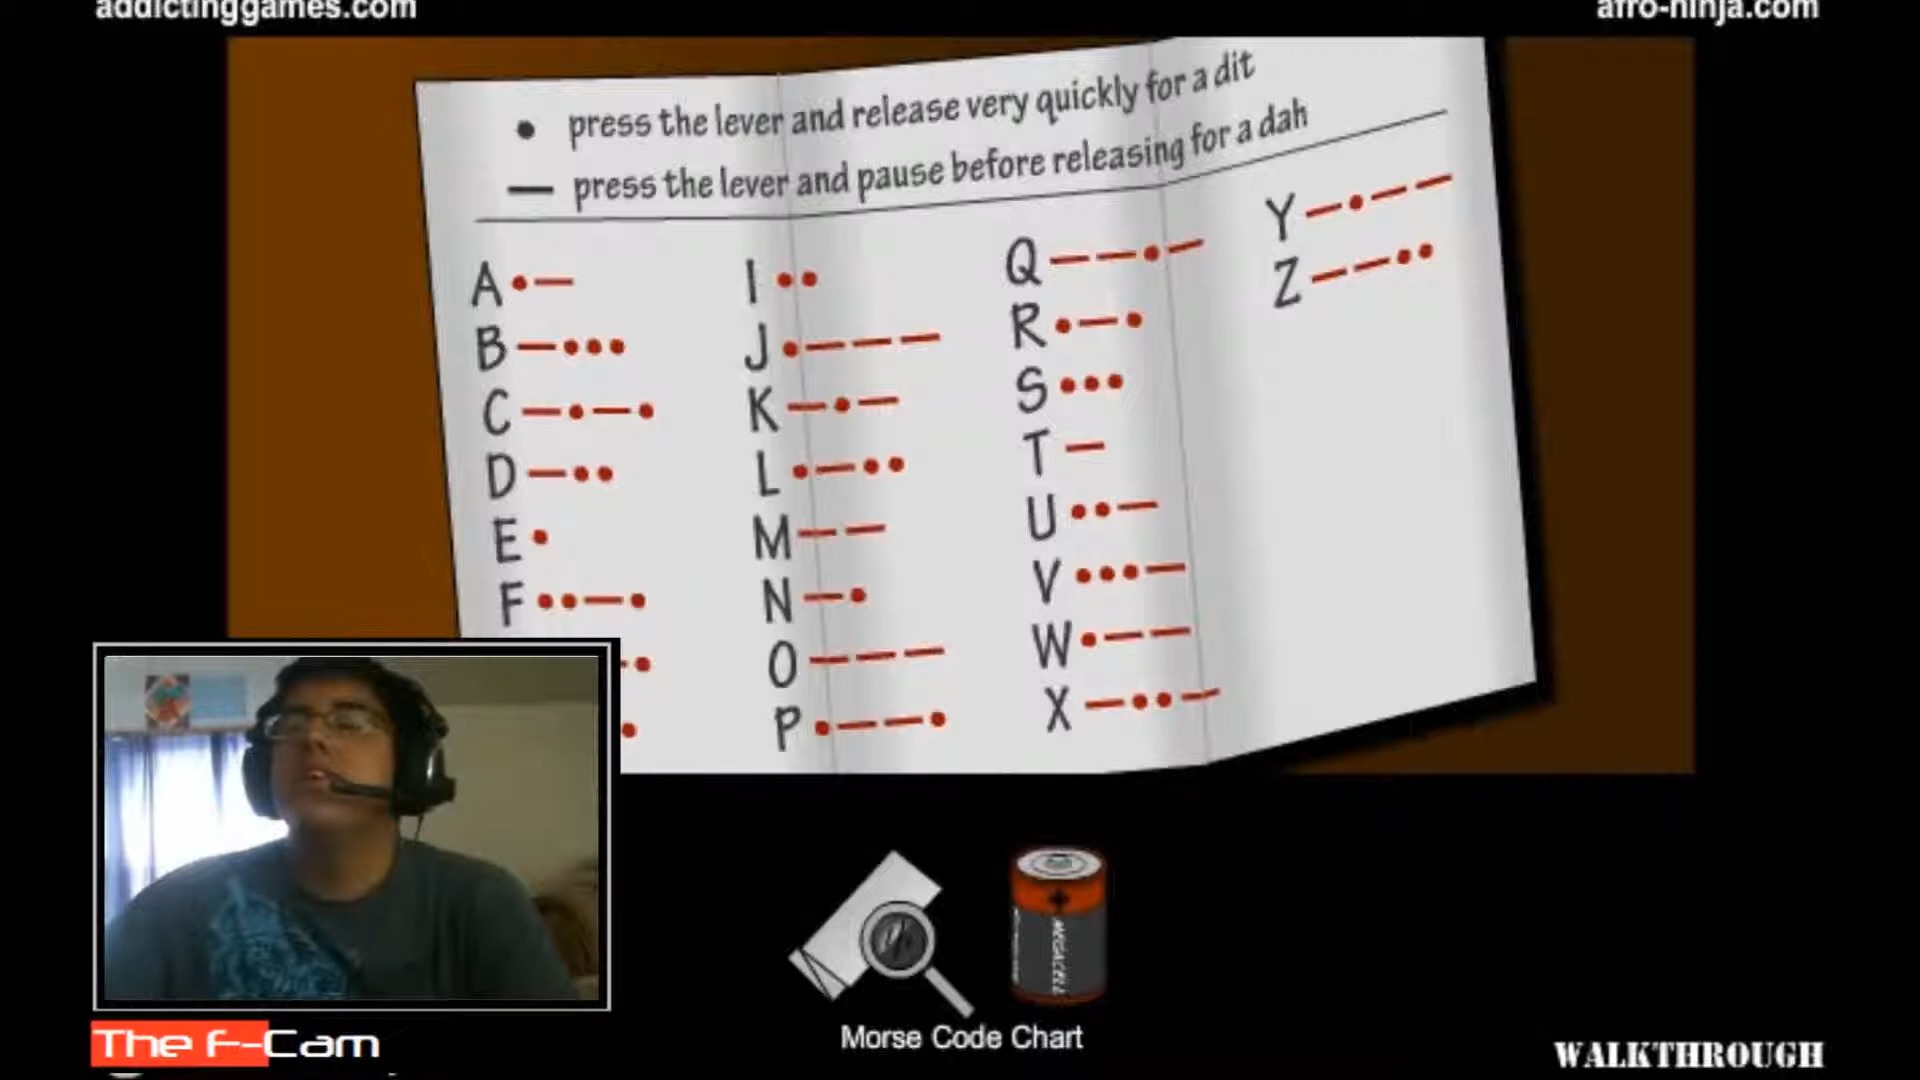 addictinggames.com
afro-ninja.com
• press the lever and release very quickly for a dit
— press the lever and pause before releasing for a dah
A •—
B —•••
C —•—•
D —••
E •
F ••—•
I ••
J •———
K —•—
L •—••
M ——
N —•
O ———
P •——•
Q ——•—
R •—•
S •••
T —
U ••—
V •••—
W •——
X —••—
Y —•——
Z ——••
MEGACELL
Morse Code Chart
The F-Cam
WALKTHROUGH